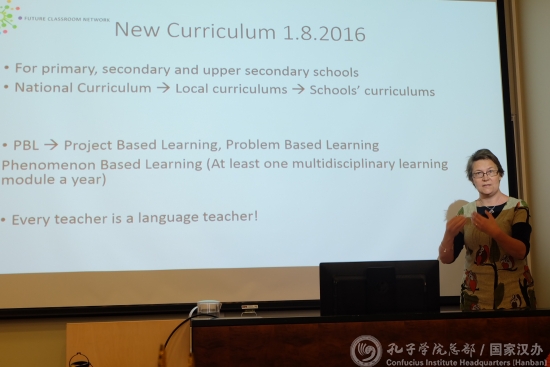 FUTURE CLASSROOM NETWORK
New Curriculum 1.8.2016
• For primary, secondary and upper secondary schools
• National Curriculum → Local curriculums → Schools' curriculums
• PBL → Project Based Learning, Problem Based Learning
Phenomenon Based Learning (At least one multidisciplinary learning
module a year)
• Every teacher is a language teacher!
孔子学院总部 / 国家汉办
Confucius Institute Headquarters (Hanban)